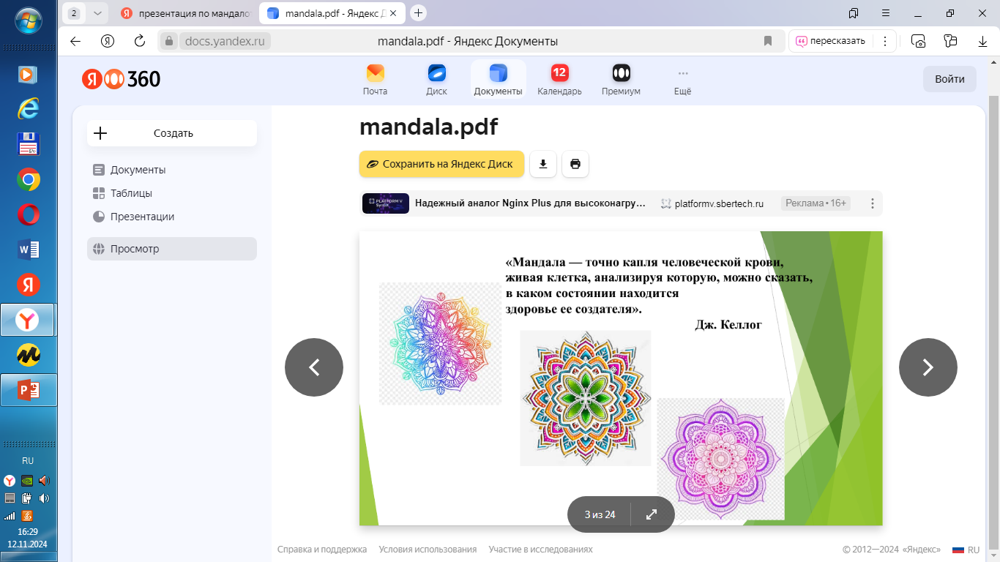 2
презентация по мандалот
mandala.pdf - Яндекс Д
docs.yandex.ru
mandala.pdf - Яндекс Документы
пересказать
Я 360
Почта
Диск
Документы
12
Календарь
Премиум
Ещё
Войти
Создать
Документы
Таблицы
Презентации
Просмотр
mandala.pdf
Сохранить на Яндекс Диск
PLATFORM V
SynGX
Надежный аналог Nginx Plus для высоконагру...
platformv.sbertech.ru
Реклама • 16+
«Мандала — точно капля человеческой крови,
живая клетка, анализируя которую, можно сказать,
в каком состоянии находится
здоровье ее создателя».
Дж. Келлог
3 из 24
Справка и поддержка
Условия использования
Участие в исследованиях
© 2012—2024 «Яндекс»
RU
RU
16:29
12.11.2024